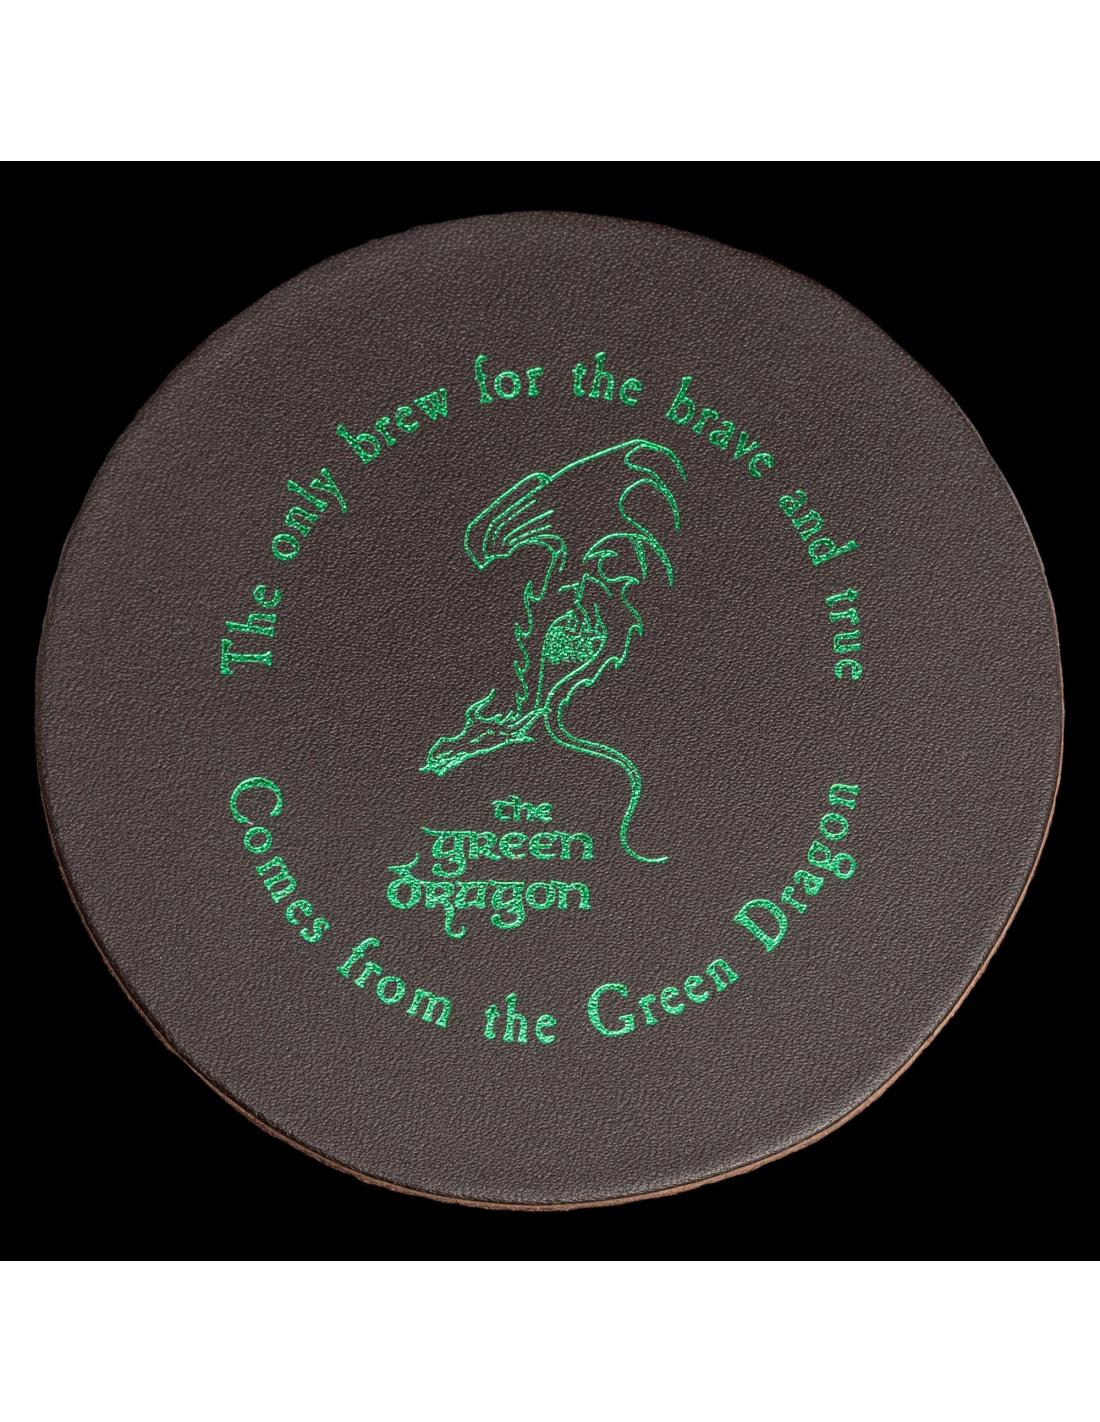 The only brew for the brave and true
the
green
dragon
Comes from the Green Dragon